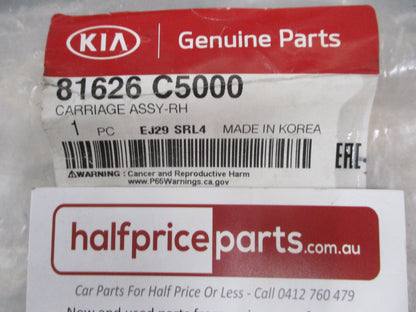 KIA Genuine Parts
81626 C5000
CARRIAGE ASSY-RH
1 PC EJ29 SRL4 MADE IN KOREA
EAC
⚠WARNING : Cancer and Reproductive Harm
www.P65Warnings.ca.gov
halfpriceparts.com.au
Car Parts For Half Price Or Less - Call 0412 760 479